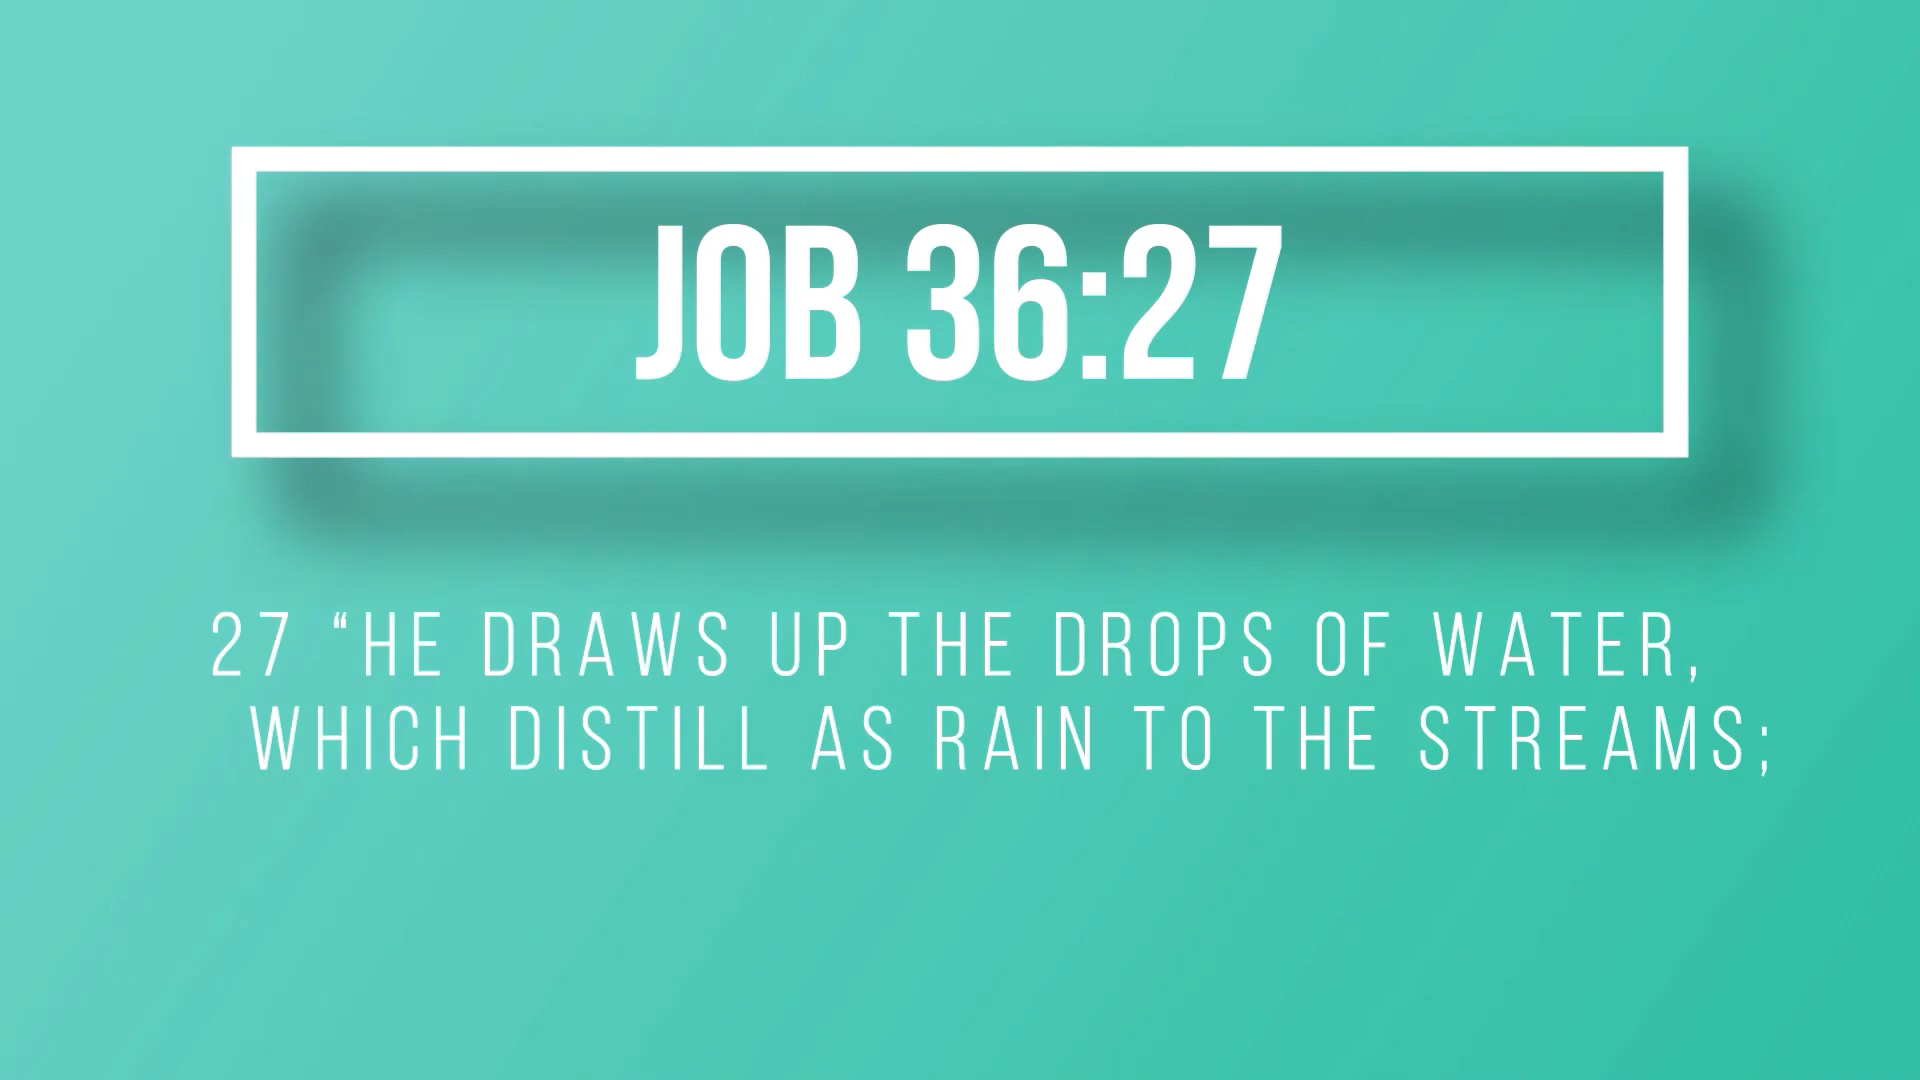 JOB 36:27
27 “HE DRAWS UP THE DROPS OF WATER,
WHICH DISTILL AS RAIN TO THE STREAMS;